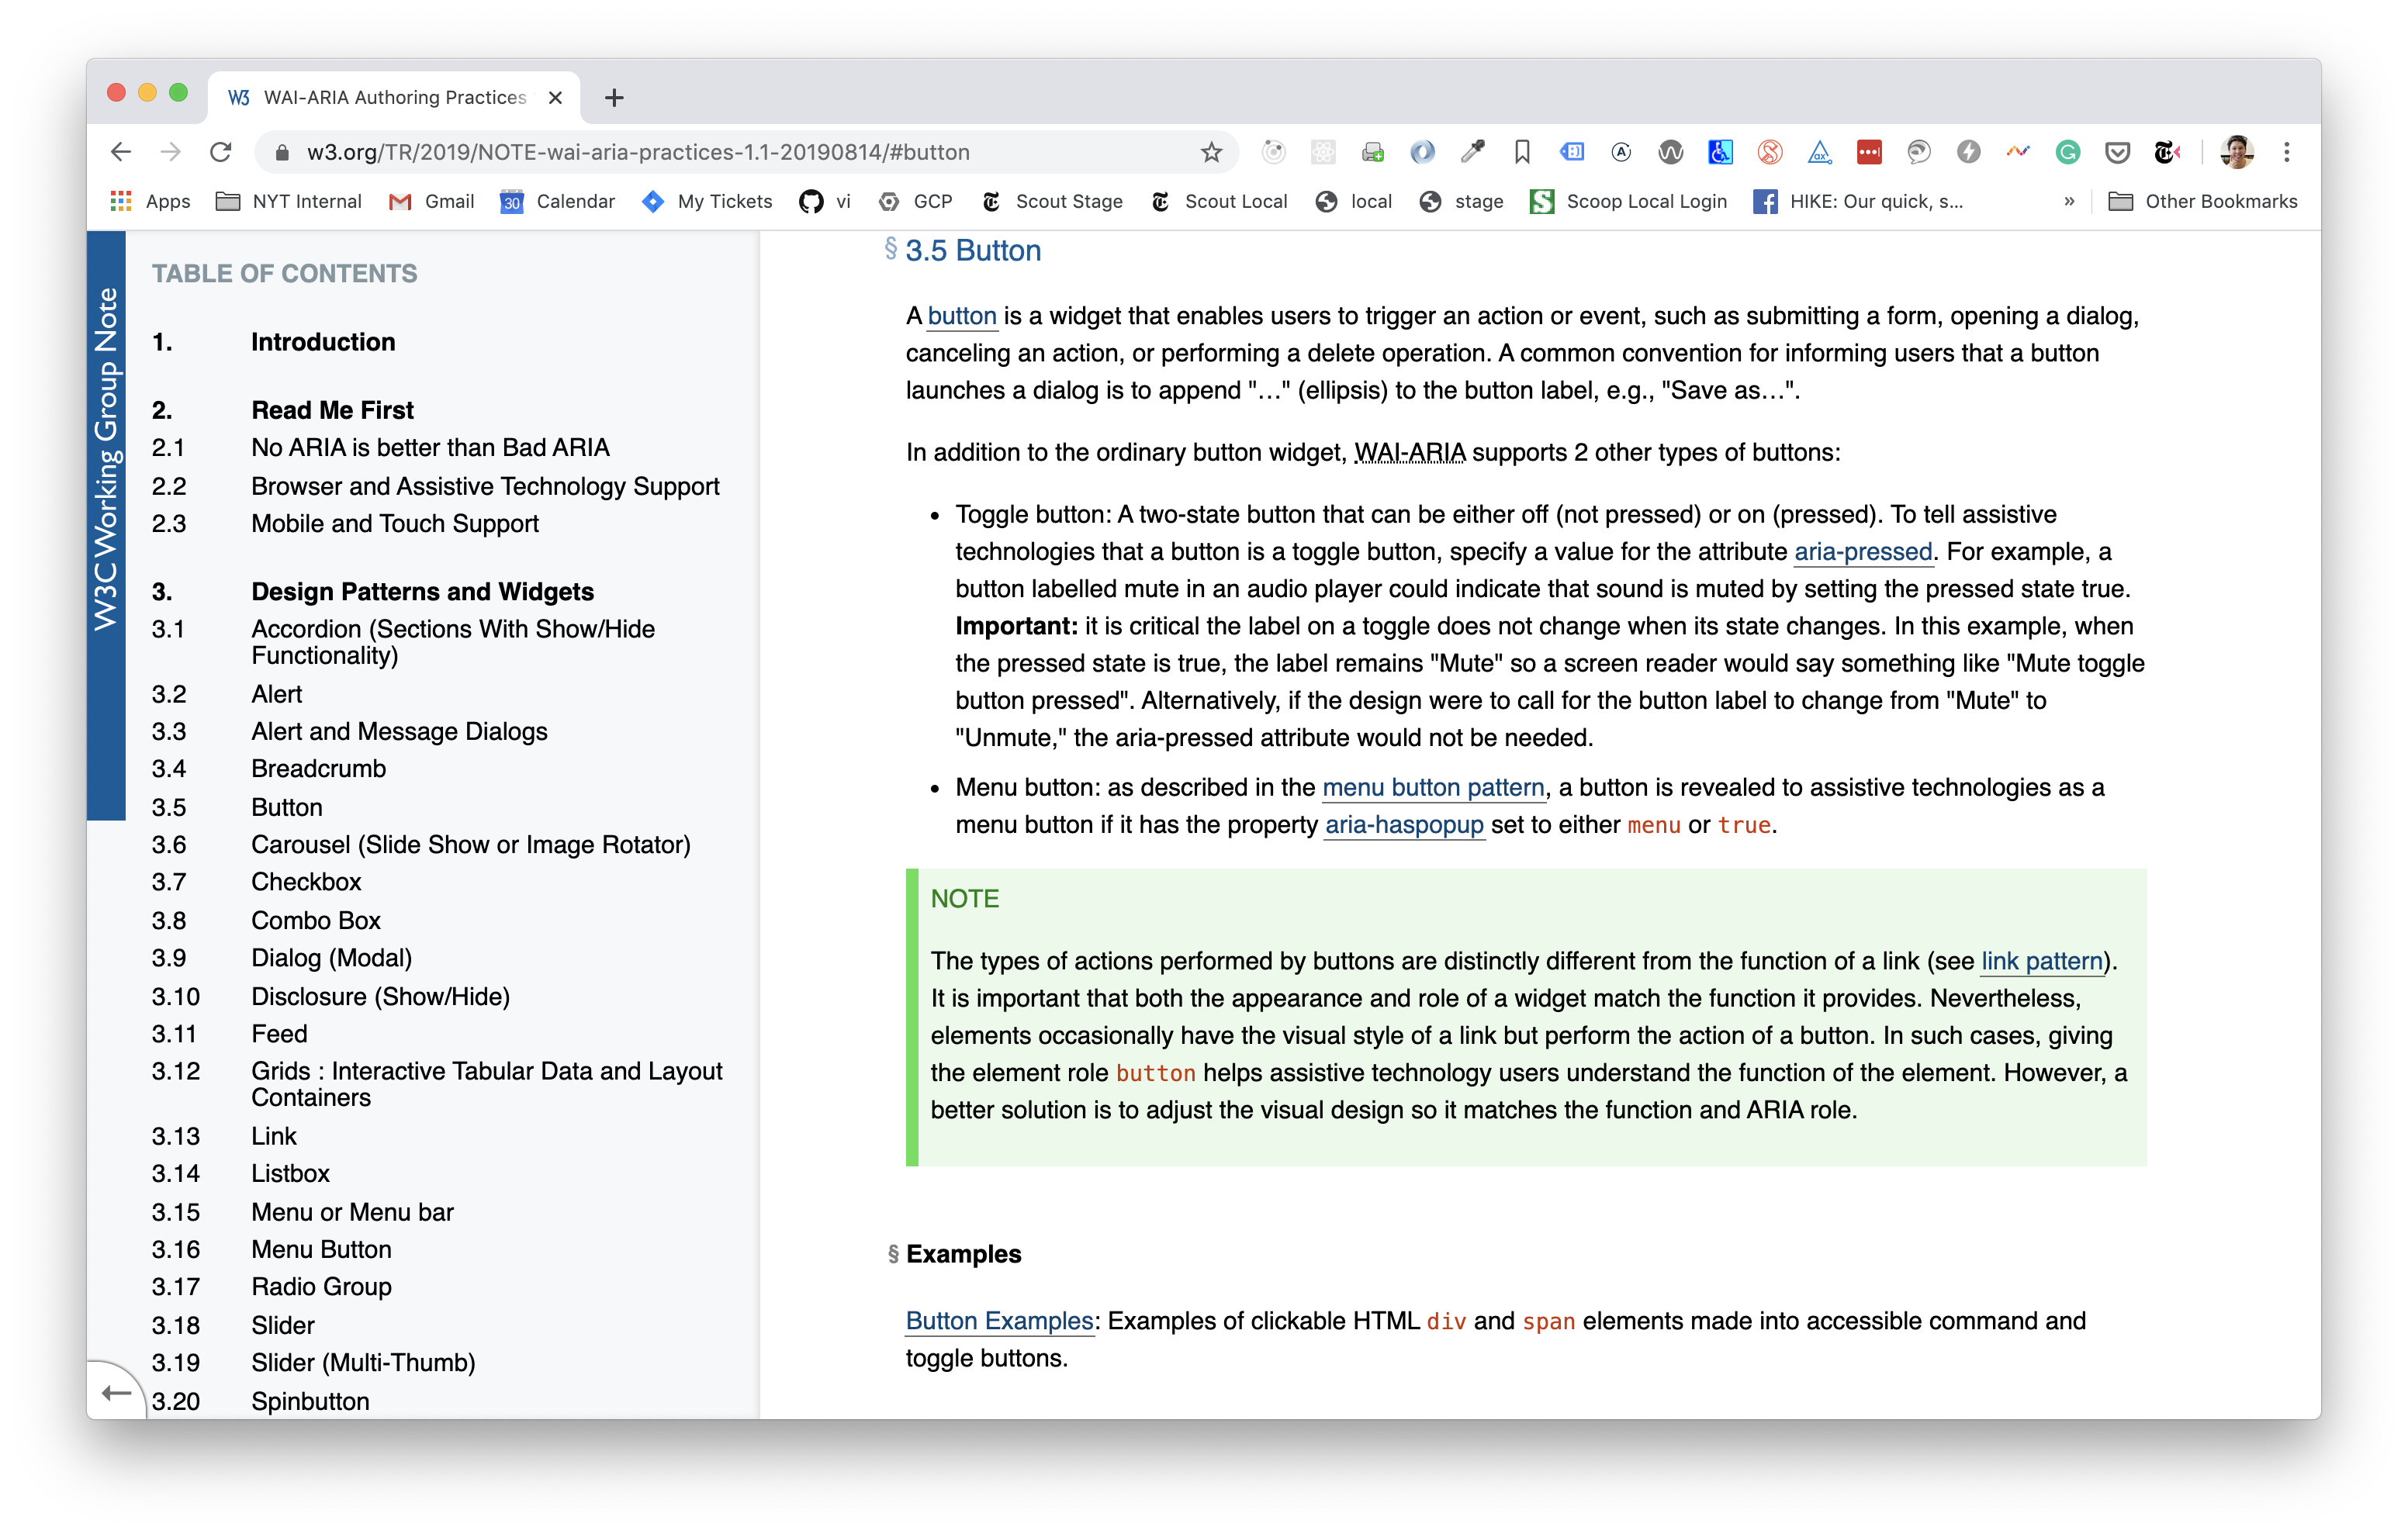 W3 WAI-ARIA Authoring Practices
w3.org/TR/2019/NOTE-wai-aria-practices-1.1-20190814/#button
Apps NYT Internal Gmail 30 Calendar My Tickets vi GCP Scout Stage Scout Local local stage Scoop Local Login HIKE: Our quick, s... » Other Bookmarks
W3C Working Group Note
TABLE OF CONTENTS
1. Introduction
2. Read Me First
2.1 No ARIA is better than Bad ARIA
2.2 Browser and Assistive Technology Support
2.3 Mobile and Touch Support
3. Design Patterns and Widgets
3.1 Accordion (Sections With Show/Hide
Functionality)
3.2 Alert
3.3 Alert and Message Dialogs
3.4 Breadcrumb
3.5 Button
3.6 Carousel (Slide Show or Image Rotator)
3.7 Checkbox
3.8 Combo Box
3.9 Dialog (Modal)
3.10 Disclosure (Show/Hide)
3.11 Feed
3.12 Grids : Interactive Tabular Data and Layout
Containers
3.13 Link
3.14 Listbox
3.15 Menu or Menu bar
3.16 Menu Button
3.17 Radio Group
3.18 Slider
3.19 Slider (Multi-Thumb)
3.20 Spinbutton
§ 3.5 Button
A button is a widget that enables users to trigger an action or event, such as submitting a form, opening a dialog,
canceling an action, or performing a delete operation. A common convention for informing users that a button
launches a dialog is to append "…" (ellipsis) to the button label, e.g., "Save as…".
In addition to the ordinary button widget, WAI-ARIA supports 2 other types of buttons:
• Toggle button: A two-state button that can be either off (not pressed) or on (pressed). To tell assistive
technologies that a button is a toggle button, specify a value for the attribute aria-pressed. For example, a
button labelled mute in an audio player could indicate that sound is muted by setting the pressed state true.
Important: it is critical the label on a toggle does not change when its state changes. In this example, when
the pressed state is true, the label remains "Mute" so a screen reader would say something like "Mute toggle
button pressed". Alternatively, if the design were to call for the button label to change from "Mute" to
"Unmute," the aria-pressed attribute would not be needed.
• Menu button: as described in the menu button pattern, a button is revealed to assistive technologies as a
menu button if it has the property aria-haspopup set to either menu or true.
NOTE
The types of actions performed by buttons are distinctly different from the function of a link (see link pattern).
It is important that both the appearance and role of a widget match the function it provides. Nevertheless,
elements occasionally have the visual style of a link but perform the action of a button. In such cases, giving
the element role button helps assistive technology users understand the function of the element. However, a
better solution is to adjust the visual design so it matches the function and ARIA role.
§ Examples
Button Examples: Examples of clickable HTML div and span elements made into accessible command and
toggle buttons.